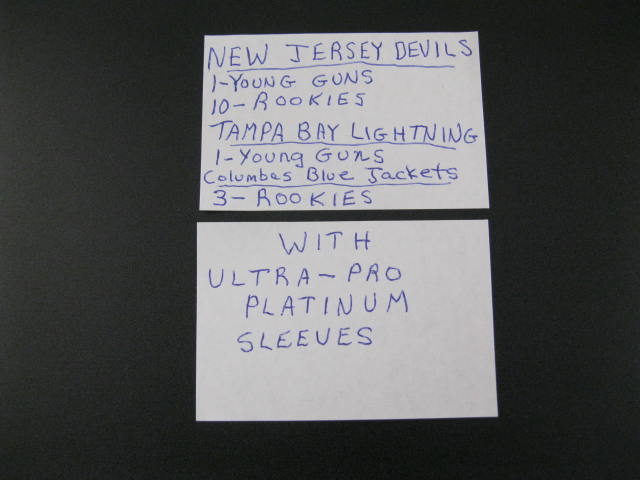 NEW JERSEY DEVILS
1-YOUNG GUNS
10-ROOKIES
TAMPA BAY LIGHTNING
1-Young Guns
Columbas Blue Jackets
3-ROOKIES
WITH
ULTRA-PRO
PLATINUM
SLEEVES